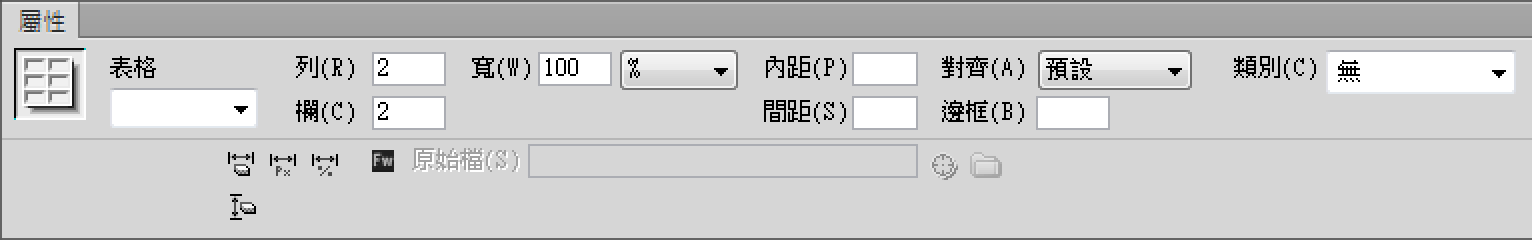 屬性
表格 列(R) 2 寬(W) 100 % 內距(P) 對齊(A) 預設 類別(C) 無
欄(C) 2 間距(S) 邊框(B)
Px % Fw 原始檔(S)